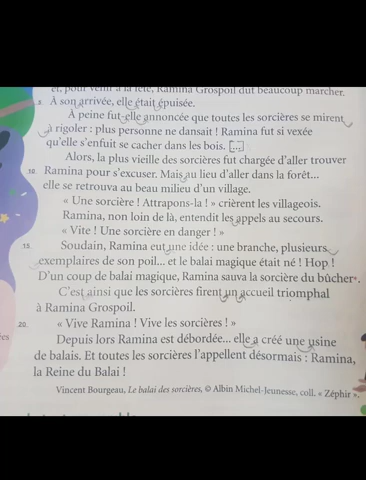 et, pour venir à la fête, Ramina Grospoil dut beaucoup marcher.
5. À son arrivée, elle était épuisée.
À peine fut-elle annoncée que toutes les sorcières se mirent
à rigoler : plus personne ne dansait ! Ramina fut si vexée
qu'elle s'enfuit se cacher dans les bois. [...]
Alors, la plus vieille des sorcières fut chargée d'aller trouver
10. Ramina pour s'excuser. Mais au lieu d'aller dans la forêt...
elle se retrouva au beau milieu d'un village.
« Une sorcière ! Attrapons-la ! » crièrent les villageois.
Ramina, non loin de là, entendit les appels au secours.
« Vite ! Une sorcière en danger ! »
15. Soudain, Ramina eut une idée : une branche, plusieurs
exemplaires de son poil... et le balai magique était né ! Hop !
D'un coup de balai magique, Ramina sauva la sorcière du bûcher*.
C'est ainsi que les sorcières firent un accueil triomphal
à Ramina Grospoil.
20. « Vive Ramina ! Vive les sorcières ! »
Depuis lors Ramina est débordée... elle a créé une usine
de balais. Et toutes les sorcières l'appellent désormais : Ramina,
la Reine du Balai !
Vincent Bourgeau, Le balai des sorcières, © Albin Michel-Jeunesse, coll. « Zéphir ».